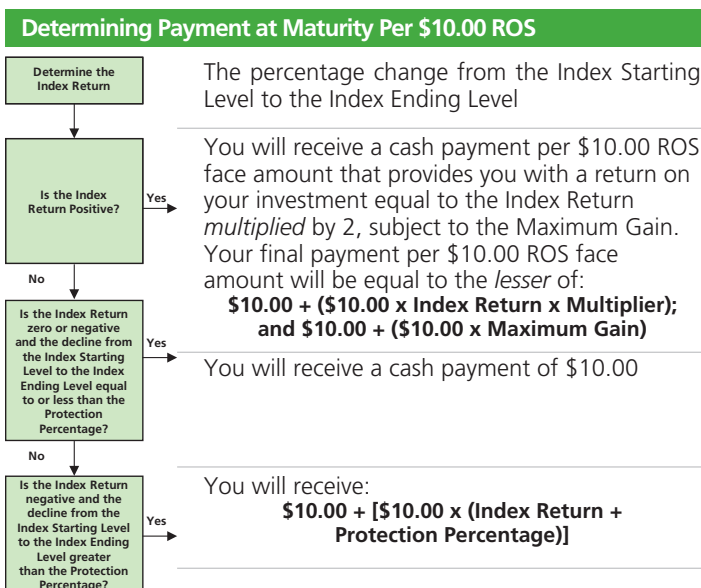 Determining Payment at Maturity Per $10.00 ROS
Determine the
Index Return
The percentage change from the Index Starting
Level to the Index Ending Level
Is the Index
Return Positive?
Yes
You will receive a cash payment per $10.00 ROS
face amount that provides you with a return on
your investment equal to the Index Return
multiplied by 2, subject to the Maximum Gain.
Your final payment per $10.00 ROS face
amount will be equal to the lesser of:
$10.00 + ($10.00 x Index Return x Multiplier);
and $10.00 + ($10.00 x Maximum Gain)
No
Is the Index Return
zero or negative
and the decline from
the Index Starting
Level to the Index
Ending Level equal
to or less than the
Protection
Percentage?
Yes
You will receive a cash payment of $10.00
No
Is the Index Return
negative and the
decline from the
Index Starting Level
to the Index Ending
Level greater
than the Protection
Percentage?
Yes
You will receive:
$10.00 + [$10.00 x (Index Return +
Protection Percentage)]